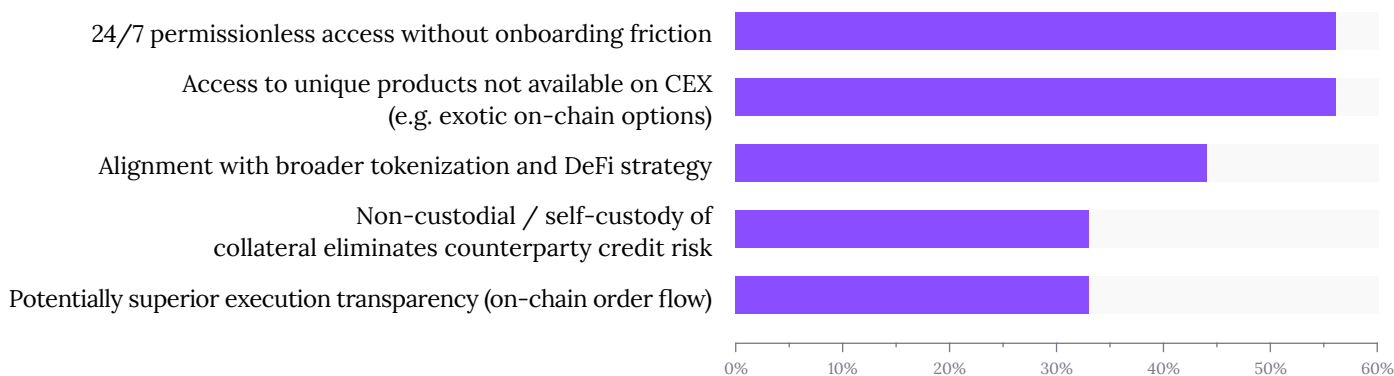 24/7 permissionless access without onboarding friction
Access to unique products not available on CEX
(e.g. exotic on-chain options)
Alignment with broader tokenization and DeFi strategy
Non-custodial / self-custody of
collateral eliminates counterparty credit risk
Potentially superior execution transparency (on-chain order flow)
0% 10% 20% 30% 40% 50% 60%